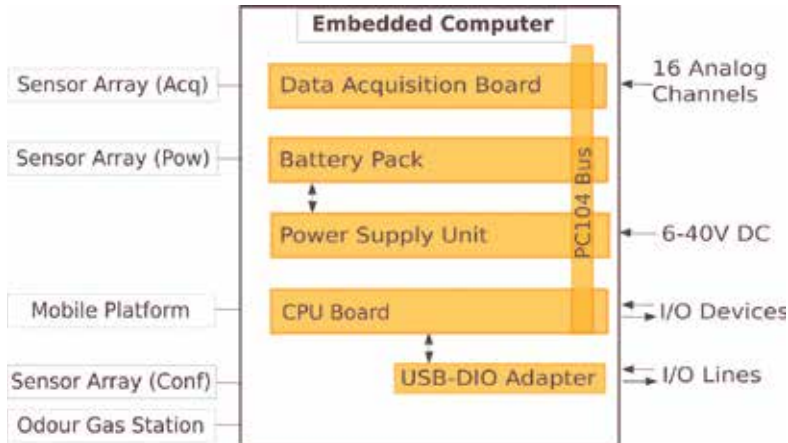 Embedded Computer
Sensor Array (Acq)
Data Acquisition Board
16 Analog
Channels
Sensor Array (Pow)
Battery Pack
PC104 Bus
Power Supply Unit
6-40V DC
Mobile Platform
CPU Board
I/O Devices
Sensor Array (Conf)
USB-DIO Adapter
I/O Lines
Odour Gas Station